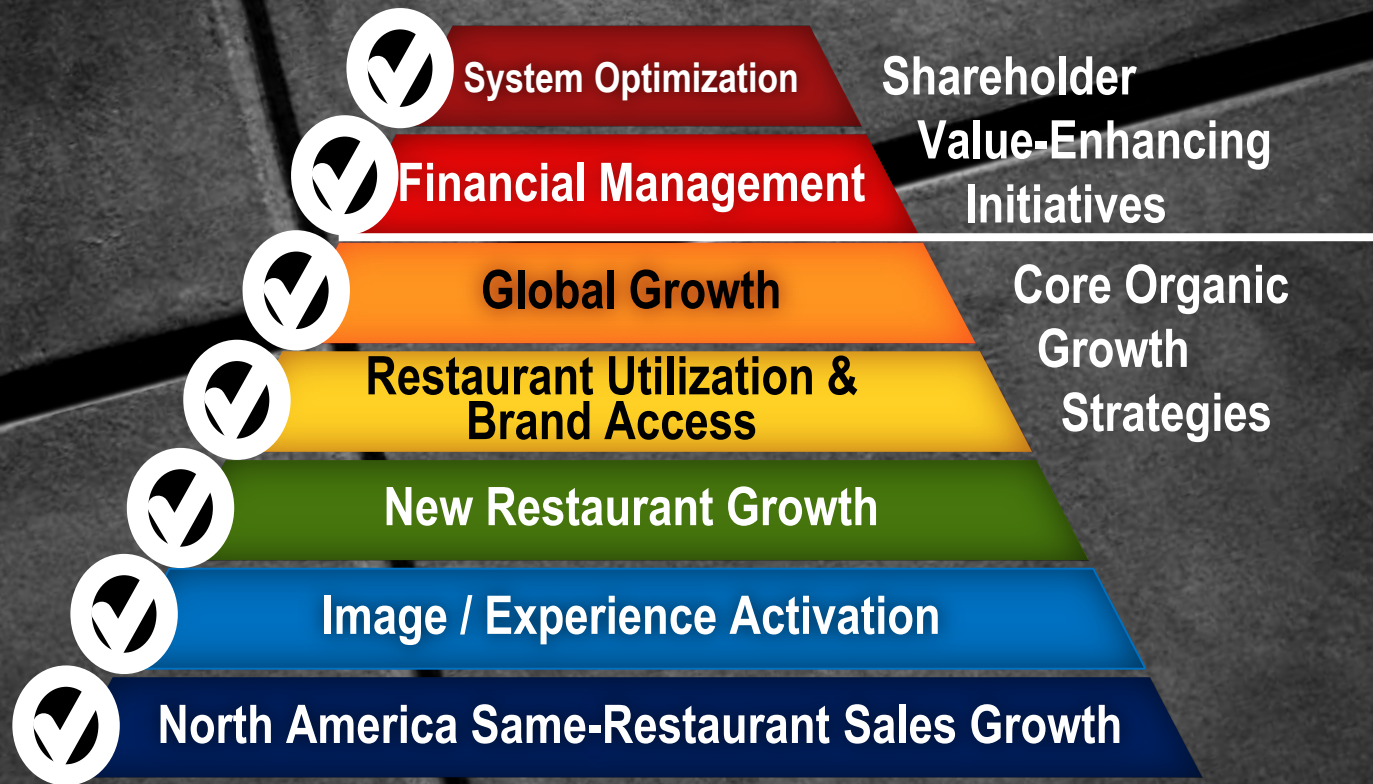 System Optimization
Financial Management
Shareholder
Value-Enhancing
Initiatives
Global Growth
Restaurant Utilization &
Brand Access
New Restaurant Growth
Image / Experience Activation
North America Same-Restaurant Sales Growth
Core Organic
Growth
Strategies